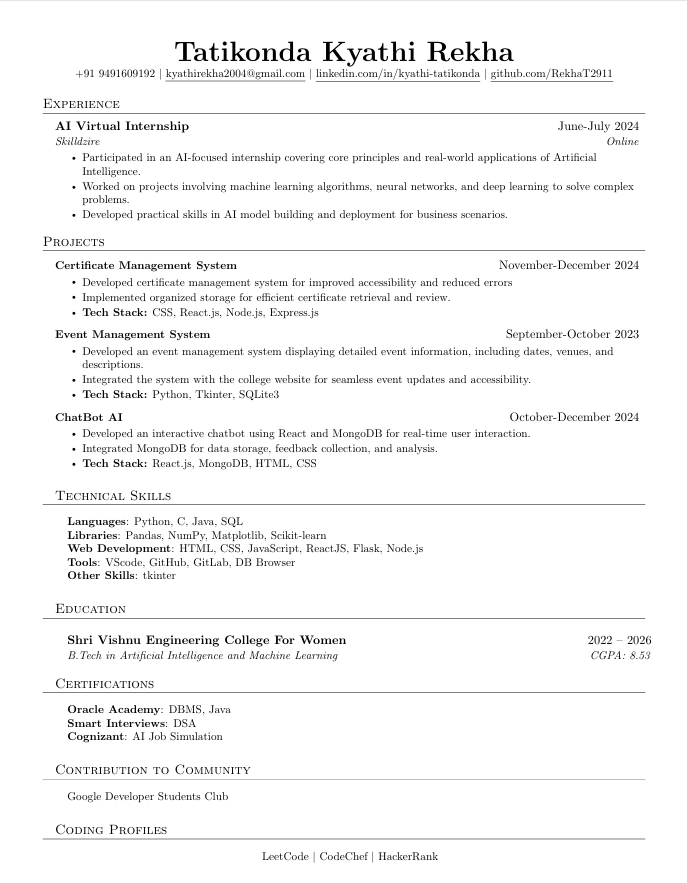 Tatikonda Kyathi Rekha
+91 9491609192 | kyathirekha2004@gmail.com | linkedin.com/in/kyathi-tatikonda | github.com/RekhaT2911
Experience
AI Virtual Internship June-July 2024
Skilldzire Online
• Participated in an AI-focused internship covering core principles and real-world applications of Artificial
Intelligence.
• Worked on projects involving machine learning algorithms, neural networks, and deep learning to solve complex
problems.
• Developed practical skills in AI model building and deployment for business scenarios.
Projects
Certificate Management System November-December 2024
• Developed certificate management system for improved accessibility and reduced errors
• Implemented organized storage for efficient certificate retrieval and review.
• Tech Stack: CSS, React.js, Node.js, Express.js
Event Management System September-October 2023
• Developed an event management system displaying detailed event information, including dates, venues, and
descriptions.
• Integrated the system with the college website for seamless event updates and accessibility.
• Tech Stack: Python, Tkinter, SQLite3
ChatBot AI October-December 2024
• Developed an interactive chatbot using React and MongoDB for real-time user interaction.
• Integrated MongoDB for data storage, feedback collection, and analysis.
• Tech Stack: React.js, MongoDB, HTML, CSS
Technical Skills
Languages: Python, C, Java, SQL
Libraries: Pandas, NumPy, Matplotlib, Scikit-learn
Web Development: HTML, CSS, JavaScript, ReactJS, Flask, Node.js
Tools: VScode, GitHub, GitLab, DB Browser
Other Skills: tkinter
Education
Shri Vishnu Engineering College For Women 2022 – 2026
B.Tech in Artificial Intelligence and Machine Learning CGPA: 8.53
Certifications
Oracle Academy: DBMS, Java
Smart Interviews: DSA
Cognizant: AI Job Simulation
Contribution to Community
Google Developer Students Club
Coding Profiles
LeetCode | CodeChef | HackerRank